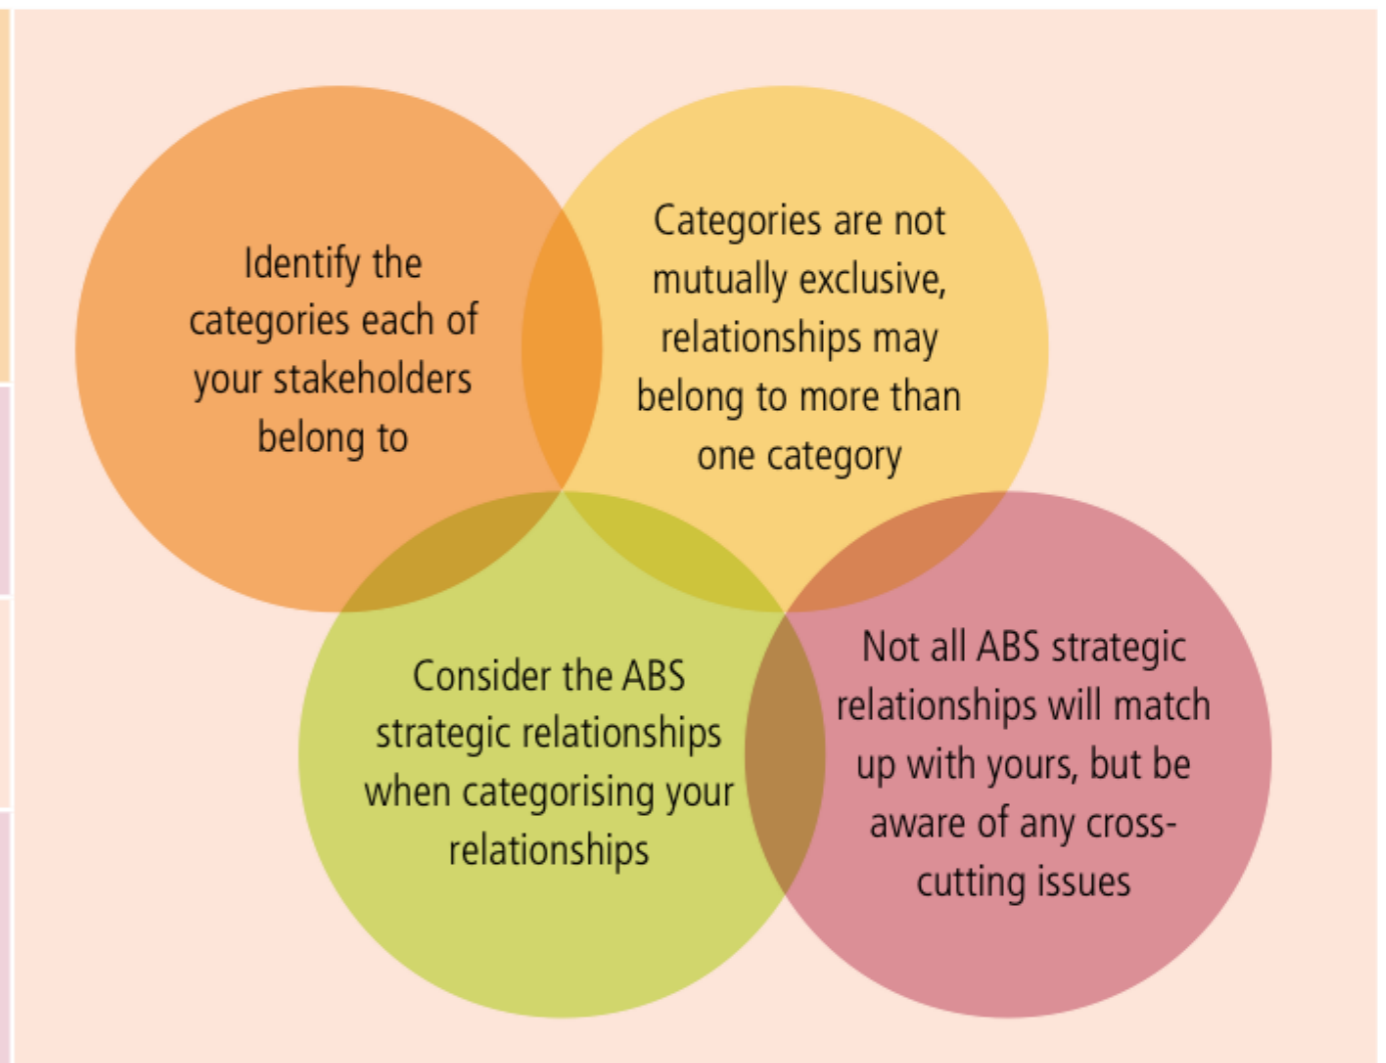 Identify the
categories each of
your stakeholders
belong to
Categories are not
mutually exclusive,
relationships may
belong to more than
one category
Consider the ABS
strategic relationships
when categorising your
relationships
Not all ABS strategic
relationships will match
up with yours, but be
aware of any cross-
cutting issues